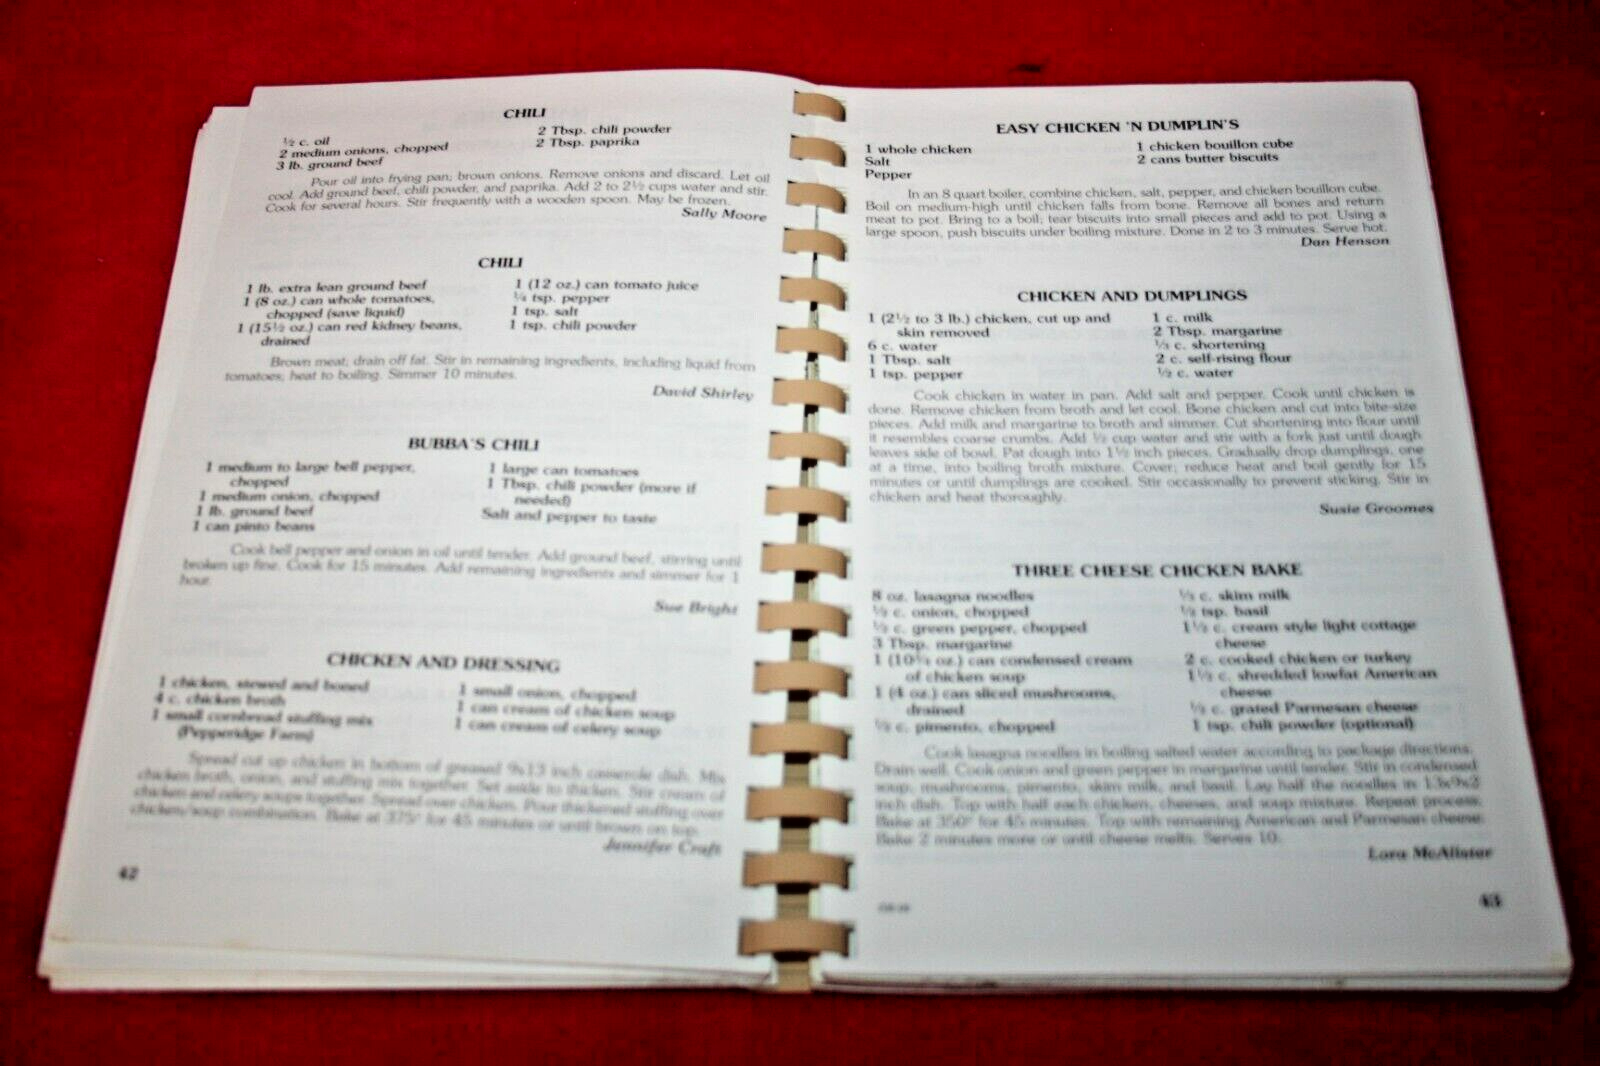 CHILI
½ c. oil
2 medium onions, chopped
3 lb. ground beef
2 Tbsp. chili powder
2 Tbsp. paprika
Pour oil into frying pan; brown onions. Remove onions and discard. Let oil
cool. Add ground beef, chili powder, and paprika. Add 2 to 2½ cups water and stir.
Cook for several hours. Stir frequently with a wooden spoon. May be frozen.
Sally Moore
CHILI
1 lb. extra lean ground beef
1 (8 oz.) can whole tomatoes,
chopped (save liquid)
1 (15½ oz.) can red kidney beans,
drained
1 (12 oz.) can tomato juice
¼ tsp. pepper
1 tsp. salt
1 tsp. chili powder
Brown meat; drain off fat. Stir in remaining ingredients, including liquid from
tomatoes; heat to boiling. Simmer 10 minutes.
David Shirley
BUBBA'S CHILI
1 medium to large bell pepper,
chopped
1 medium onion, chopped
1 lb. ground beef
1 can pinto beans
1 large can tomatoes
1 Tbsp. chili powder (more if
needed)
Salt and pepper to taste
Cook bell pepper and onion in oil until tender. Add ground beef, stirring until
broken up fine. Cook for 15 minutes. Add remaining ingredients and simmer for 1
hour.
Sue Bright
CHICKEN AND DRESSING
1 chicken, stewed and boned
4 c. chicken broth
1 small cornbread stuffing mix
(Pepperidge Farm)
1 small onion, chopped
1 can cream of chicken soup
1 can cream of celery soup
Spread cut up chicken in bottom of greased 9x13 inch casserole dish. Mix
chicken broth, onion, and stuffing mix together. Set aside to thicken. Stir cream of
chicken and celery soups together. Spread over chicken. Pour thickened stuffing over
chicken/soup combination. Bake at 375° for 45 minutes or until brown on top.
Jennifer Craft
42
EASY CHICKEN 'N DUMPLIN'S
1 whole chicken
Salt
Pepper
1 chicken bouillon cube
2 cans butter biscuits
In an 8 quart boiler, combine chicken, salt, pepper, and chicken bouillon cube.
Boil on medium-high until chicken falls from bone. Remove all bones and return
meat to pot. Bring to a boil; tear biscuits into small pieces and add to pot. Using a
large spoon, push biscuits under boiling mixture. Done in 2 to 3 minutes. Serve hot.
Dan Henson
CHICKEN AND DUMPLINGS
1 (2½ to 3 lb.) chicken, cut up and
skin removed
6 c. water
1 Tbsp. salt
1 tsp. pepper
1 c. milk
2 Tbsp. margarine
⅓ c. shortening
2 c. self-rising flour
½ c. water
Cook chicken in water in pan. Add salt and pepper. Cook until chicken is
done. Remove chicken from broth and let cool. Bone chicken and cut into bite-size
pieces. Add milk and margarine to broth and simmer. Cut shortening into flour until
it resembles coarse crumbs. Add ½ cup water and stir with a fork just until dough
leaves side of bowl. Pat dough into 1½ inch pieces. Gradually drop dumplings, one
at a time, into boiling broth mixture. Cover; reduce heat and boil gently for 15
minutes or until dumplings are cooked. Stir occasionally to prevent sticking. Stir in
chicken and heat thoroughly.
Susie Groomes
THREE CHEESE CHICKEN BAKE
8 oz. lasagna noodles
½ c. onion, chopped
½ c. green pepper, chopped
3 Tbsp. margarine
1 (10¾ oz.) can condensed cream
of chicken soup
1 (4 oz.) can sliced mushrooms,
drained
½ c. pimento, chopped
⅓ c. skim milk
½ tsp. basil
1½ c. cream style light cottage
cheese
2 c. cooked chicken or turkey
1½ c. shredded lowfat American
cheese
½ c. grated Parmesan cheese
1 tsp. chili powder (optional)
Cook lasagna noodles in boiling salted water according to package directions.
Drain well. Cook onion and green pepper in margarine until tender. Stir in condensed
soup, mushrooms, pimento, skim milk, and basil. Lay half the noodles in 13x9x2
inch dish. Top with half each chicken, cheeses, and soup mixture. Repeat process.
Bake at 350° for 45 minutes. Top with remaining American and Parmesan cheese.
Bake 2 minutes more or until cheese melts. Serves 10.
Lora McAlister
43